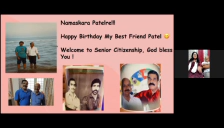 Namaskara Patelre!!
Happy Birthday My Best Friend Patel 😄
Welcome to Senior Citizenship, God bless
You !